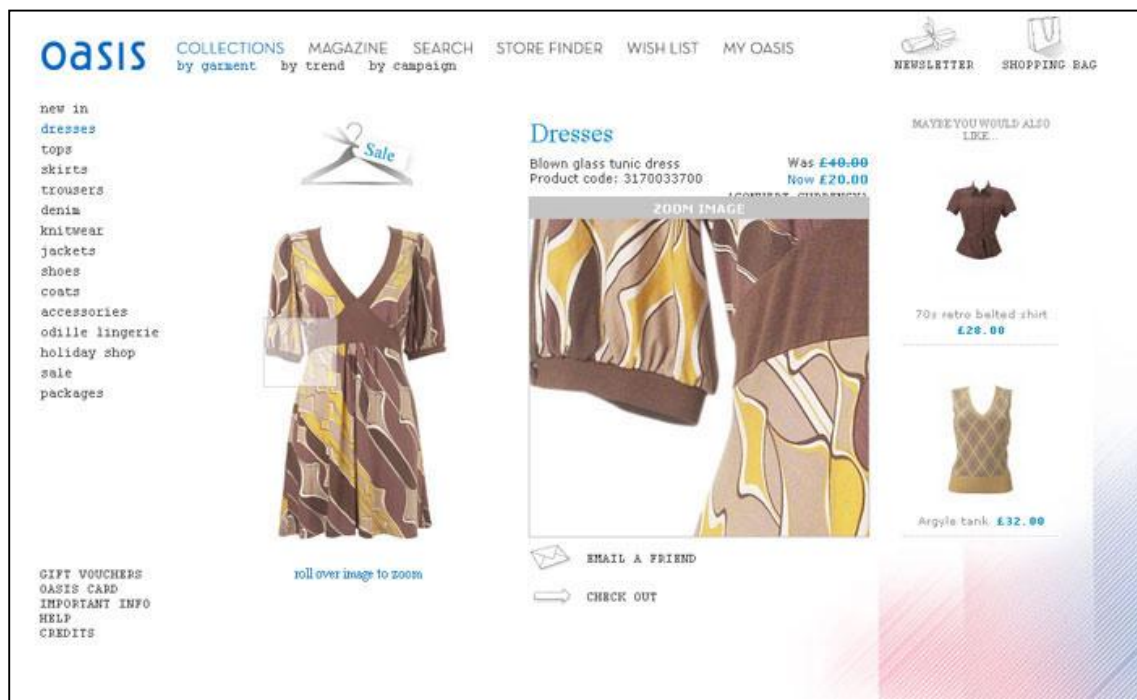 oasis
COLLECTIONS MAGAZINE SEARCH STORE FINDER WISH LIST MY OASIS
by garment by trend by campaign
NEWSLETTER SHOPPING BAG
new in
dresses
tops
skirts
trousers
denim
knitwear
jackets
shoes
coats
accessories
odille lingerie
holiday shop
sale
packages
GIFT VOUCHERS
OASIS CARD
IMPORTANT INFO
HELP
CREDITS
Sale
roll over image to zoom
Dresses
Blown glass tunic dress
Product code: 3170033700
Was £40.00
Now £20.00
ZOOM IMAGE
EMAIL A FRIEND
CHECK OUT
MAYBE YOU WOULD ALSO
LIKE...
70s retro belted shirt
£28.00
Argyle tank £32.00